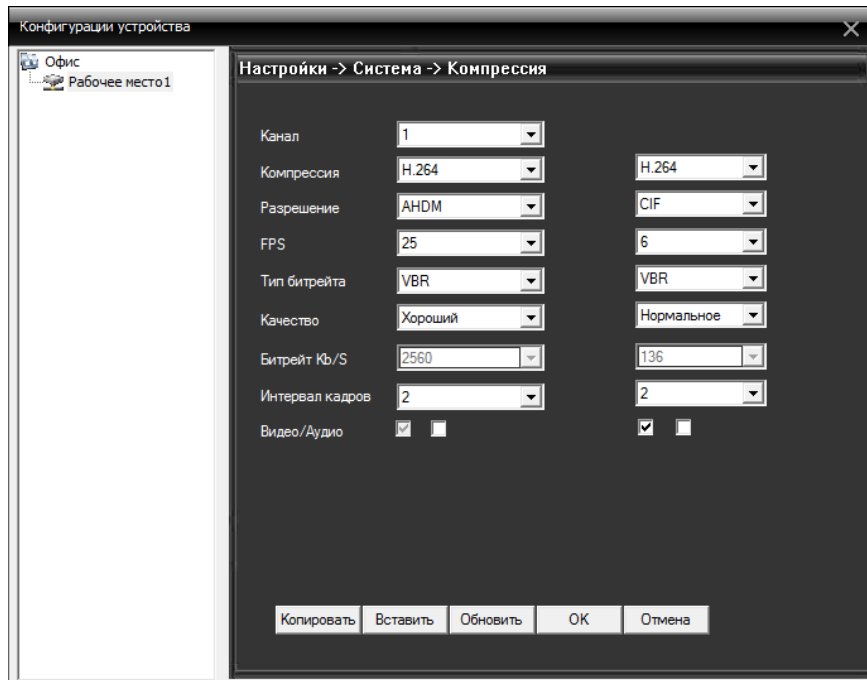 Конфигурации устройства
Офис
Рабочее место1
Настройки -> Система -> Компрессия
Канал 1
Компрессия H.264 H.264
Разрешение AHDM CIF
FPS 25 6
Тип битрейта VBR VBR
Качество Хороший Нормальное
Битрейт Kb/S 2560 136
Интервал кадров 2 2
Видео/Аудио
Копировать Вставить Обновить OK Отмена